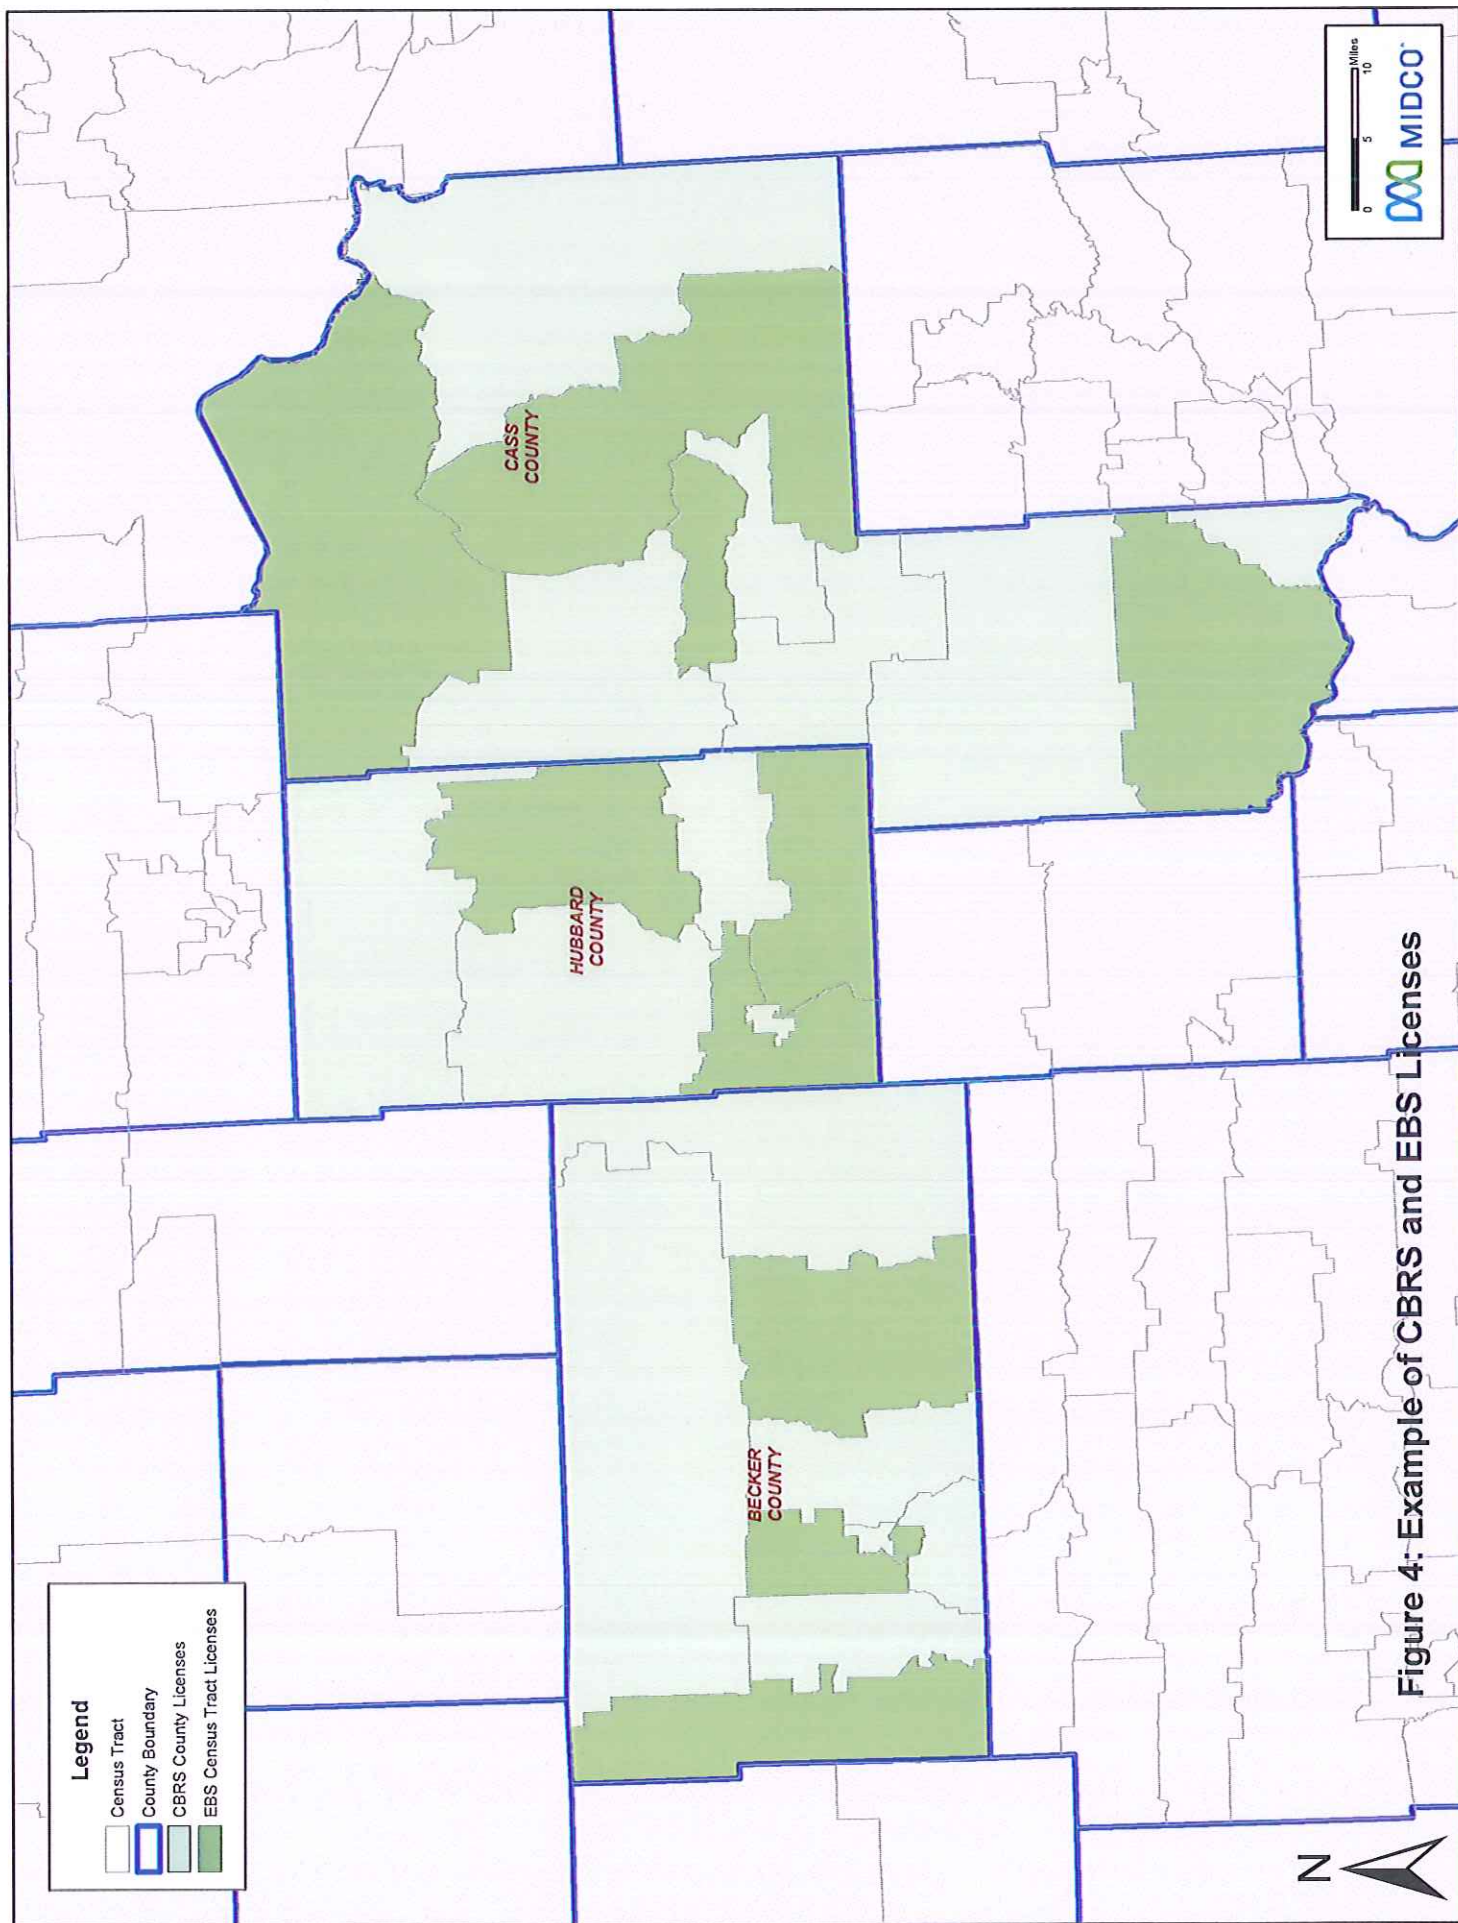 Legend
Census Tract
County Boundary
CBRS County Licenses
EBS Census Tract Licenses
BECKER
COUNTY
HUBBARD
COUNTY
CASS
COUNTY
N
Figure 4: Example of CBRS and EBS Licenses
0 5 10 Miles
MIDCO